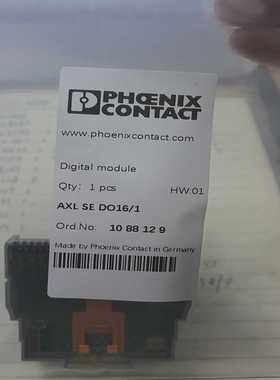 PHŒNIX
CONTACT
www.phoenixcontact.com
Digital module
Qty: 1 pcs HW:01
AXL SE DO16/1
Ord.No: 10 88 12 9
Made by Phoenix Contact in Germany